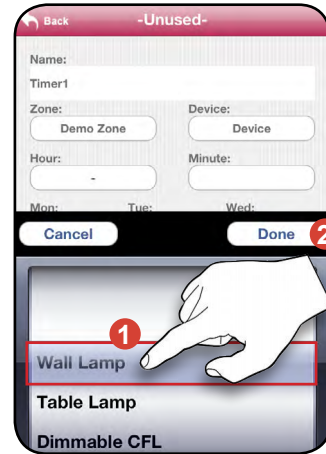 Back -Unused-
Name:
Timer1
Zone: Device:
Demo Zone Device
Hour: Minute:
-
Mon: Tue: Wed:
Cancel Done 2
1
Wall Lamp
Table Lamp
Dimmable CFL